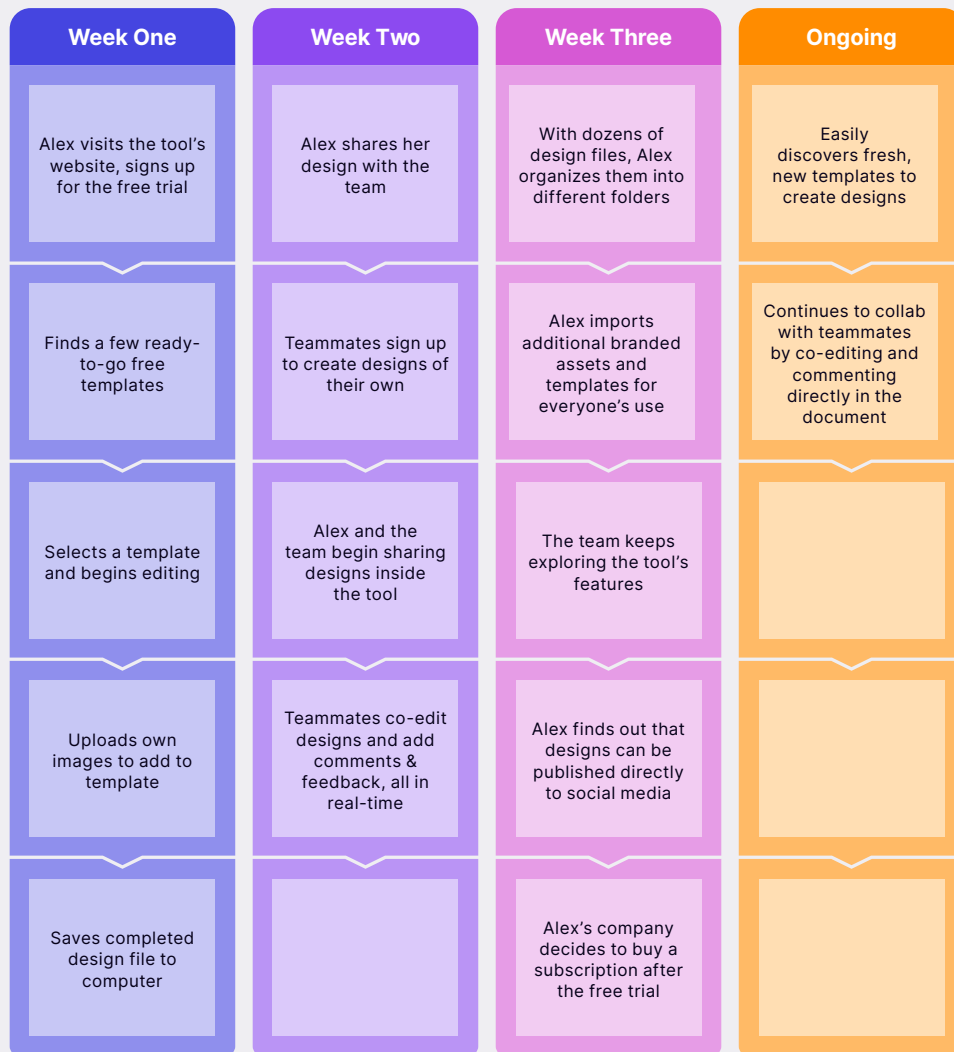 Week One
Alex visits the tool’s
website, signs up
for the free trial
Finds a few ready-
to-go free
templates
Selects a template
and begins editing
Uploads own
images to add to
template
Saves completed
design file to
computer
Week Two
Alex shares her
design with the
team
Teammates sign up
to create designs of
their own
Alex and the
team begin sharing
designs inside
the tool
Teammates co-edit
designs and add
comments &
feedback, all in
real-time
Week Three
With dozens of
design files, Alex
organizes them into
different folders
Alex imports
additional branded
assets and
templates for
everyone’s use
The team keeps
exploring the tool’s
features
Alex finds out that
designs can be
published directly
to social media
Alex’s company
decides to buy a
subscription after
the free trial
Ongoing
Easily
discovers fresh,
new templates to
create designs
Continues to collab
with teammates
by co-editing and
commenting
directly in the
document